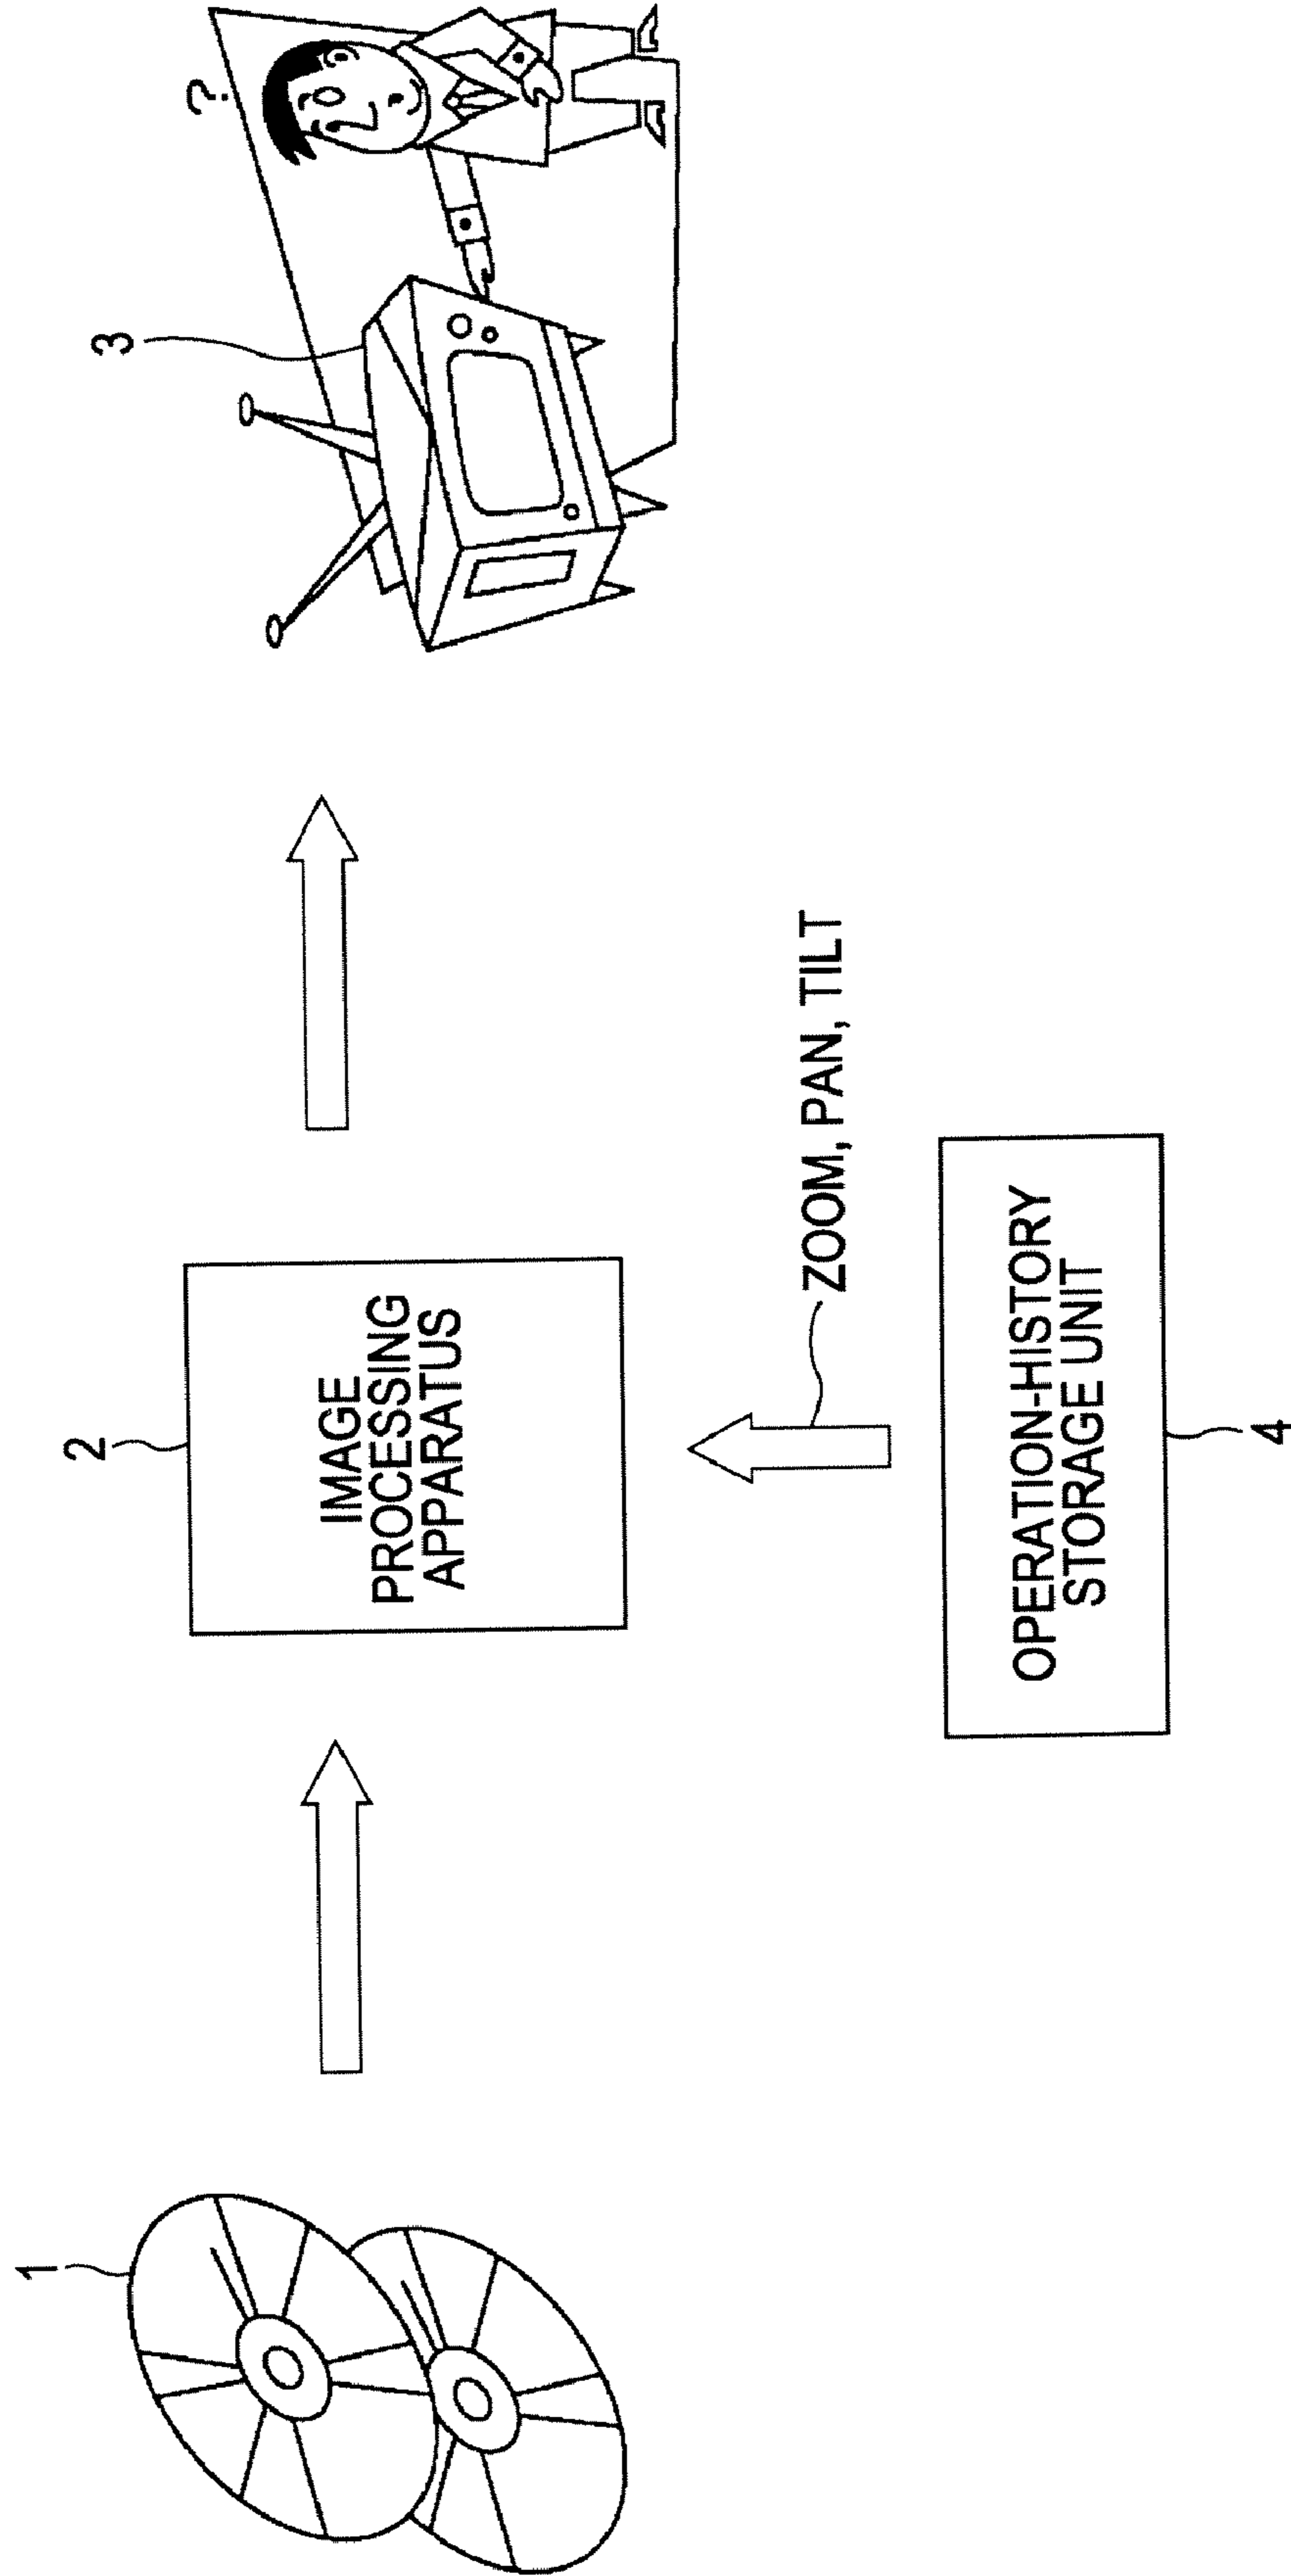 1
2
IMAGE
PROCESSING
APPARATUS
3
?
ZOOM, PAN, TILT
OPERATION-HISTORY
STORAGE UNIT
4